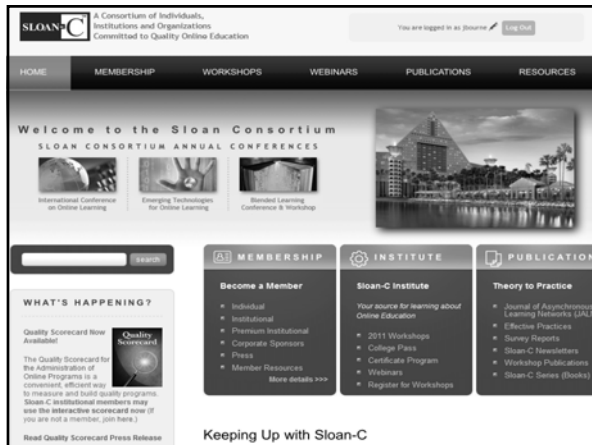 SLOAN-C
A Consortium of Individuals,
Institutions and Organizations
Committed to Quality Online Education
You are logged in as jbourne
Log Out
HOME
MEMBERSHIP
WORKSHOPS
WEBINARS
PUBLICATIONS
RESOURCES
Welcome to the Sloan Consortium
SLOAN CONSORTIUM ANNUAL CONFERENCES
International Conference
on Online Learning
Emerging Technologies
for Online Learning
Blended Learning
Conference & Workshop
search
WHAT'S HAPPENING?
Quality Scorecard Now
Available!
Quality
Scorecard
The Quality Scorecard for
the Administration of
Online Programs is a
convenient, efficient way
to measure and build quality programs.
Sloan-C institutional members may
use the interactive scorecard now (If
you are not a member, join here.)
Read Quality Scorecard Press Release
MEMBERSHIP
Become a Member
Individual
Institutional
Premium Institutional
Corporate Sponsors
Press
Member Resources
More details >>>
INSTITUTE
Sloan-C Institute
Your source for learning about
Online Education
2011 Workshops
College Pass
Certificate Program
Webinars
Register for Workshops
PUBLICATION
Theory to Practice
Journal of Asynchronous
Learning Networks (JALN
Effective Practices
Survey Reports
Sloan-C Newsletters
Workshop Publications
Sloan-C Series (Books)
Keeping Up with Sloan-C